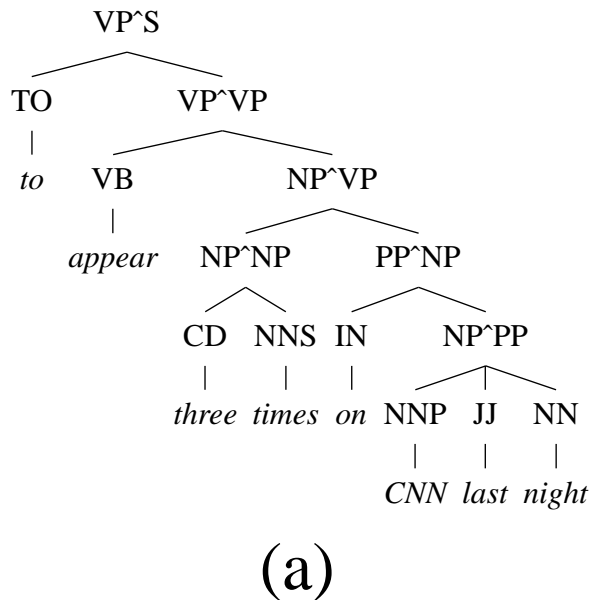 VP^S
TO VP^VP
to VB NP^VP
appear NP^NP PP^NP
CD NNS IN NP^PP
three times on NNP JJ NN
CNN last night
(a)